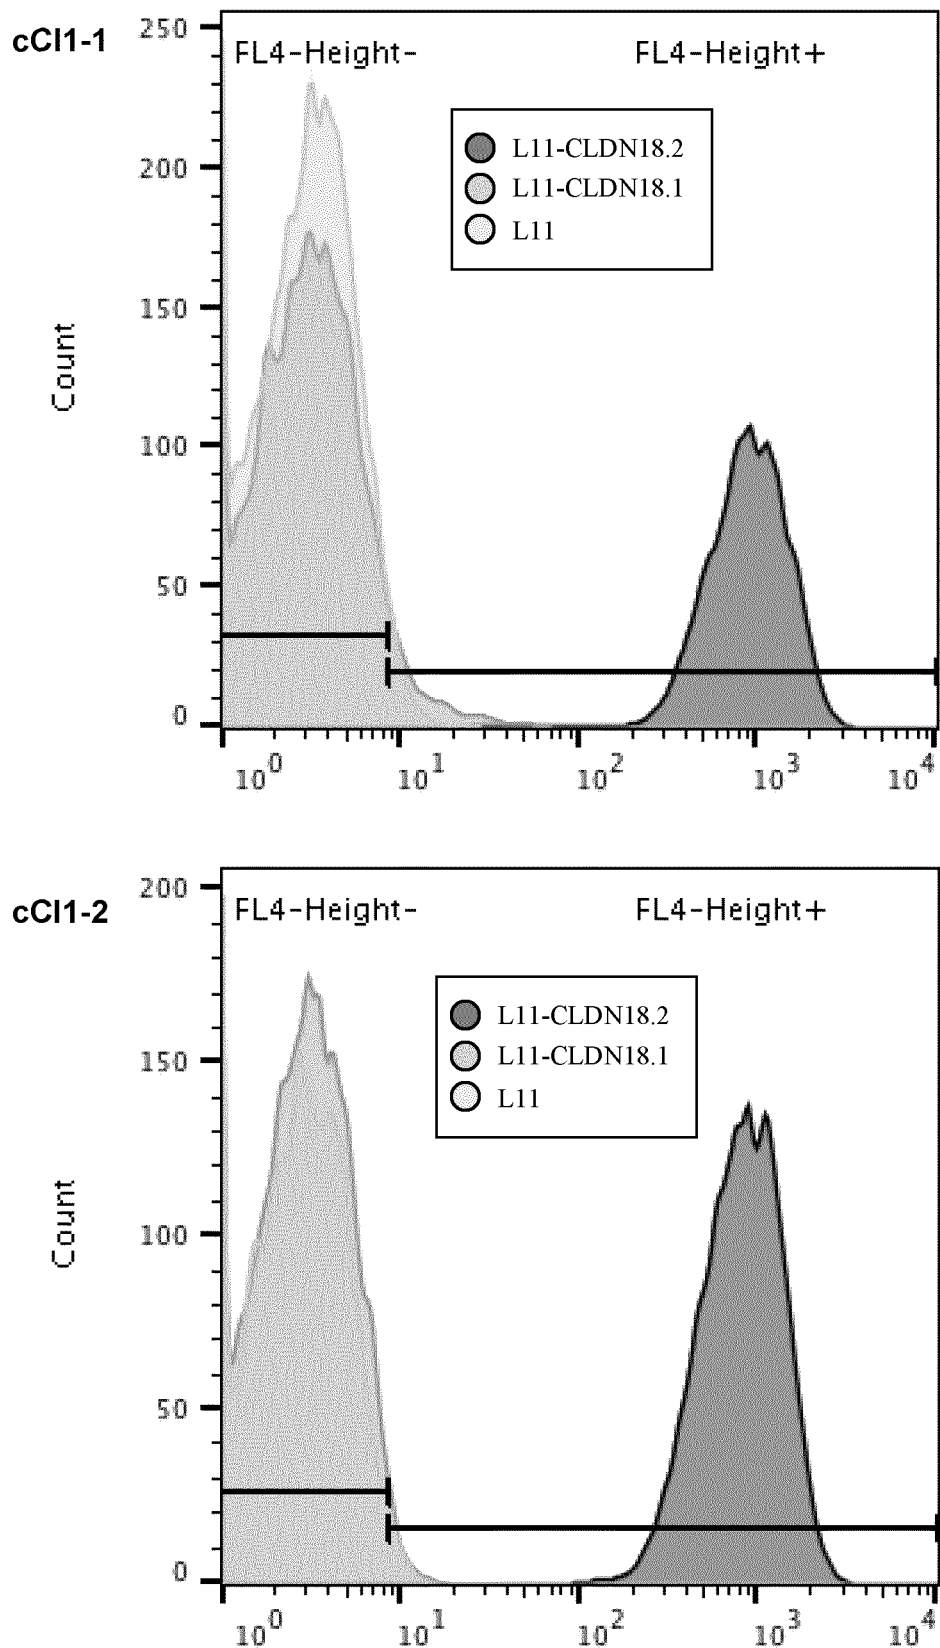 cCl1-1
FL4-Height-
FL4-Height+
L11-CLDN18.2
L11-CLDN18.1
L11
250
200
150
100
50
0
Count
10^0
10^1
10^2
10^3
10^4
cCl1-2
FL4-Height-
FL4-Height+
L11-CLDN18.2
L11-CLDN18.1
L11
200
150
100
50
0
Count
10^0
10^1
10^2
10^3
10^4